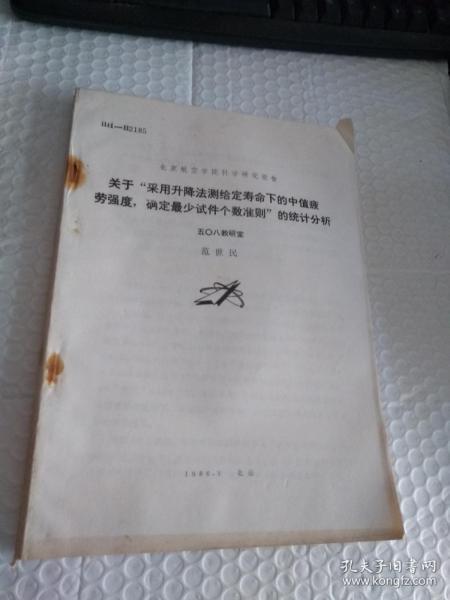 HHi—H2185
北京航空学院科学研究报告
关于“采用升降法测给定寿命下的中值疲
劳强度，确定最少试件个数准则”的统计分析
五〇八教研室
范世民
北京
孔夫子旧书网
www.kongfz.com